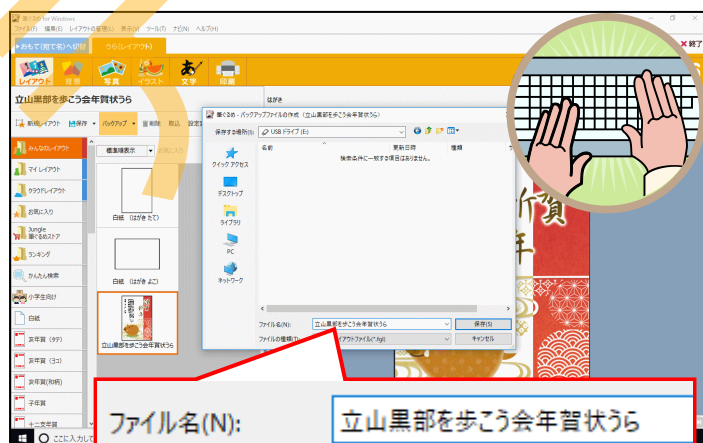 筆ぐるめ for Windows
ファイル(F) 編集(E) レイアウトの管理(L) 表示(V) ツール(T) ナビ(N) ヘルプ(H)
▸おもて(宛て名)へ切替 うら(レイアウト)
×終了
レイアウト 背景 写真 イラスト 文字 印刷
立山黒部を歩こう会年賀状うら
はがき
新規レイアウト 保存 バックアップ 削除 取込
みんなのレイアウト
マイ レイアウト
クラウドレイアウト
お気に入り
Jungle
筆ぐるめストア
ランキング
かんたん検索
小学生向け
白紙
亥年賀 (タテ)
亥年賀 (ヨコ)
亥年賀(和柄)
子年賀
十二支年賀
標準順表示 お気に入り
白紙 (はがき たて)
白紙 (はがき よこ)
立山黒部を歩こう会年賀状うら
筆ぐるめ - バックアップファイルの作成 (立山黒部を歩こう会年賀状うら)
保存する場所(I): USB ドライブ (E:)
名前 更新日時 種類
検索条件に一致する項目はありません。
クイック アクセス
デスクトップ
ライブラリ
PC
ネットワーク
ファイル名(N): 立山黒部を歩こう会年賀状うら 保存(S)
ファイルの種類(T): イアウトファイル(*.fgl) キャンセル
賀
年
ファイル名(N): 立山黒部を歩こう会年賀状うら
ここに入力して